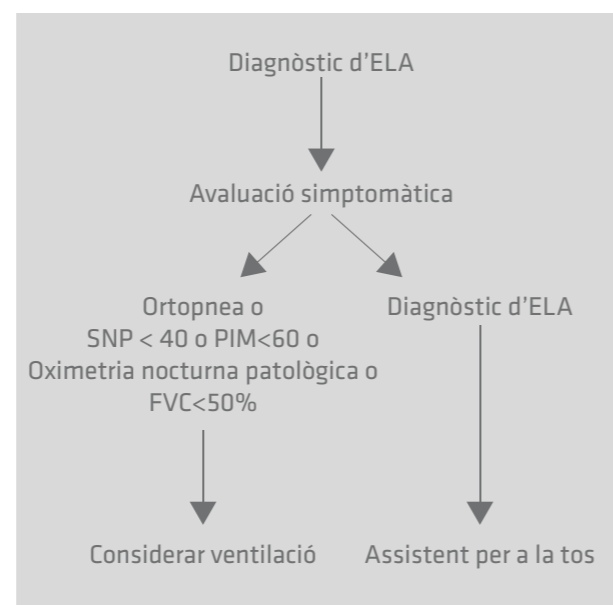 Diagnòstic d’ELA
Avaluació simptomàtica
Ortopnea o
SNP < 40 o PIM<60 o
Oximetria nocturna patològica o
FVC<50%
Diagnòstic d’ELA
Considerar ventilació
Assistent per a la tos